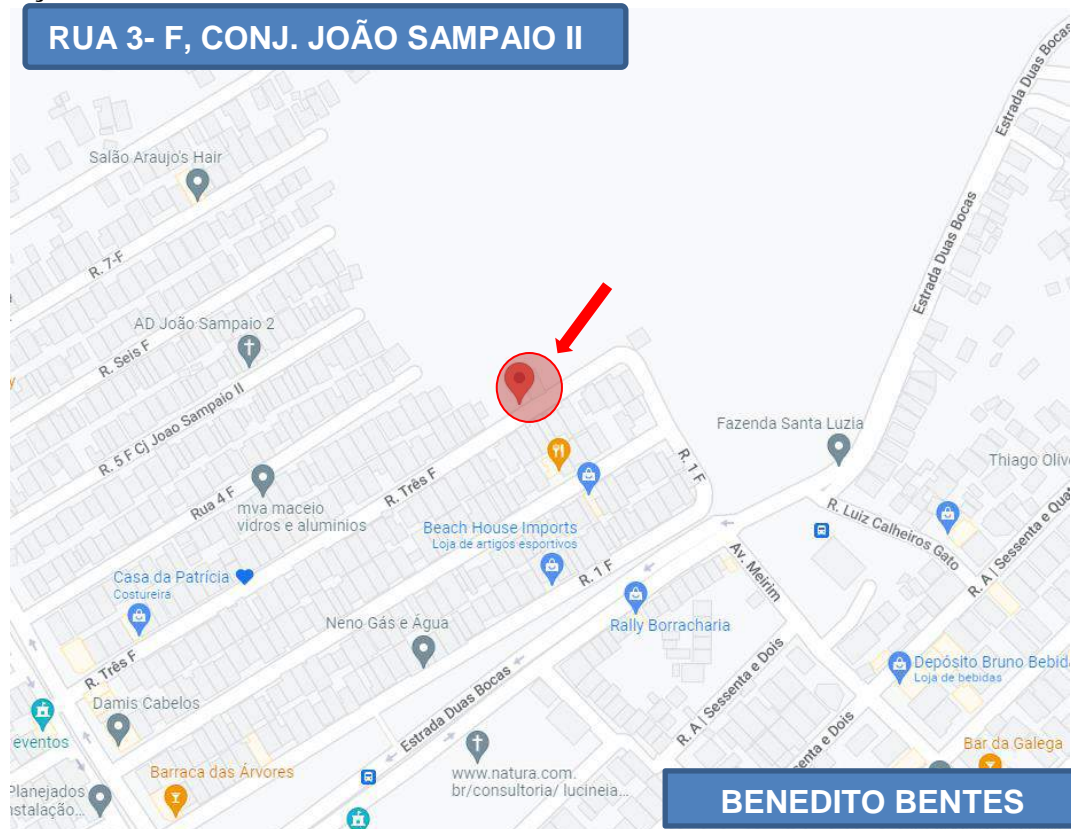 RUA 3- F, CONJ. JOÃO SAMPAIO II
Estrada Duas Bocas
Salão Araujo's Hair
Estrada Duas Bocas
R. 7-F
AD João Sampaio 2
R. Seis F
R. 5 F Cj Joao Sampaio II
Fazenda Santa Luzia
R. 1 F
Thiago Olive
R. Três F
Rua 4 F
mva maceio
vidros e aluminios
Beach House Imports
Loja de artigos esportivos
R. Luiz Calheiros Gato
R. A | Sessenta e Quat
Av. Meirim
R. 1 F
Casa da Patrícia
Costureira
Neno Gás e Água
Rally Borracharia
R. Três F
Depósito Bruno Bebid
Loja de bebidas
R. A | Sessenta e Dois
Damis Cabelos
Estrada Duas Bocas
enta e Dois
eventos
Bar da Galega
Barraca das Árvores
www.natura.com.
br/consultoria/ lucineia...
Planejados
nstalação...
BENEDITO BENTES